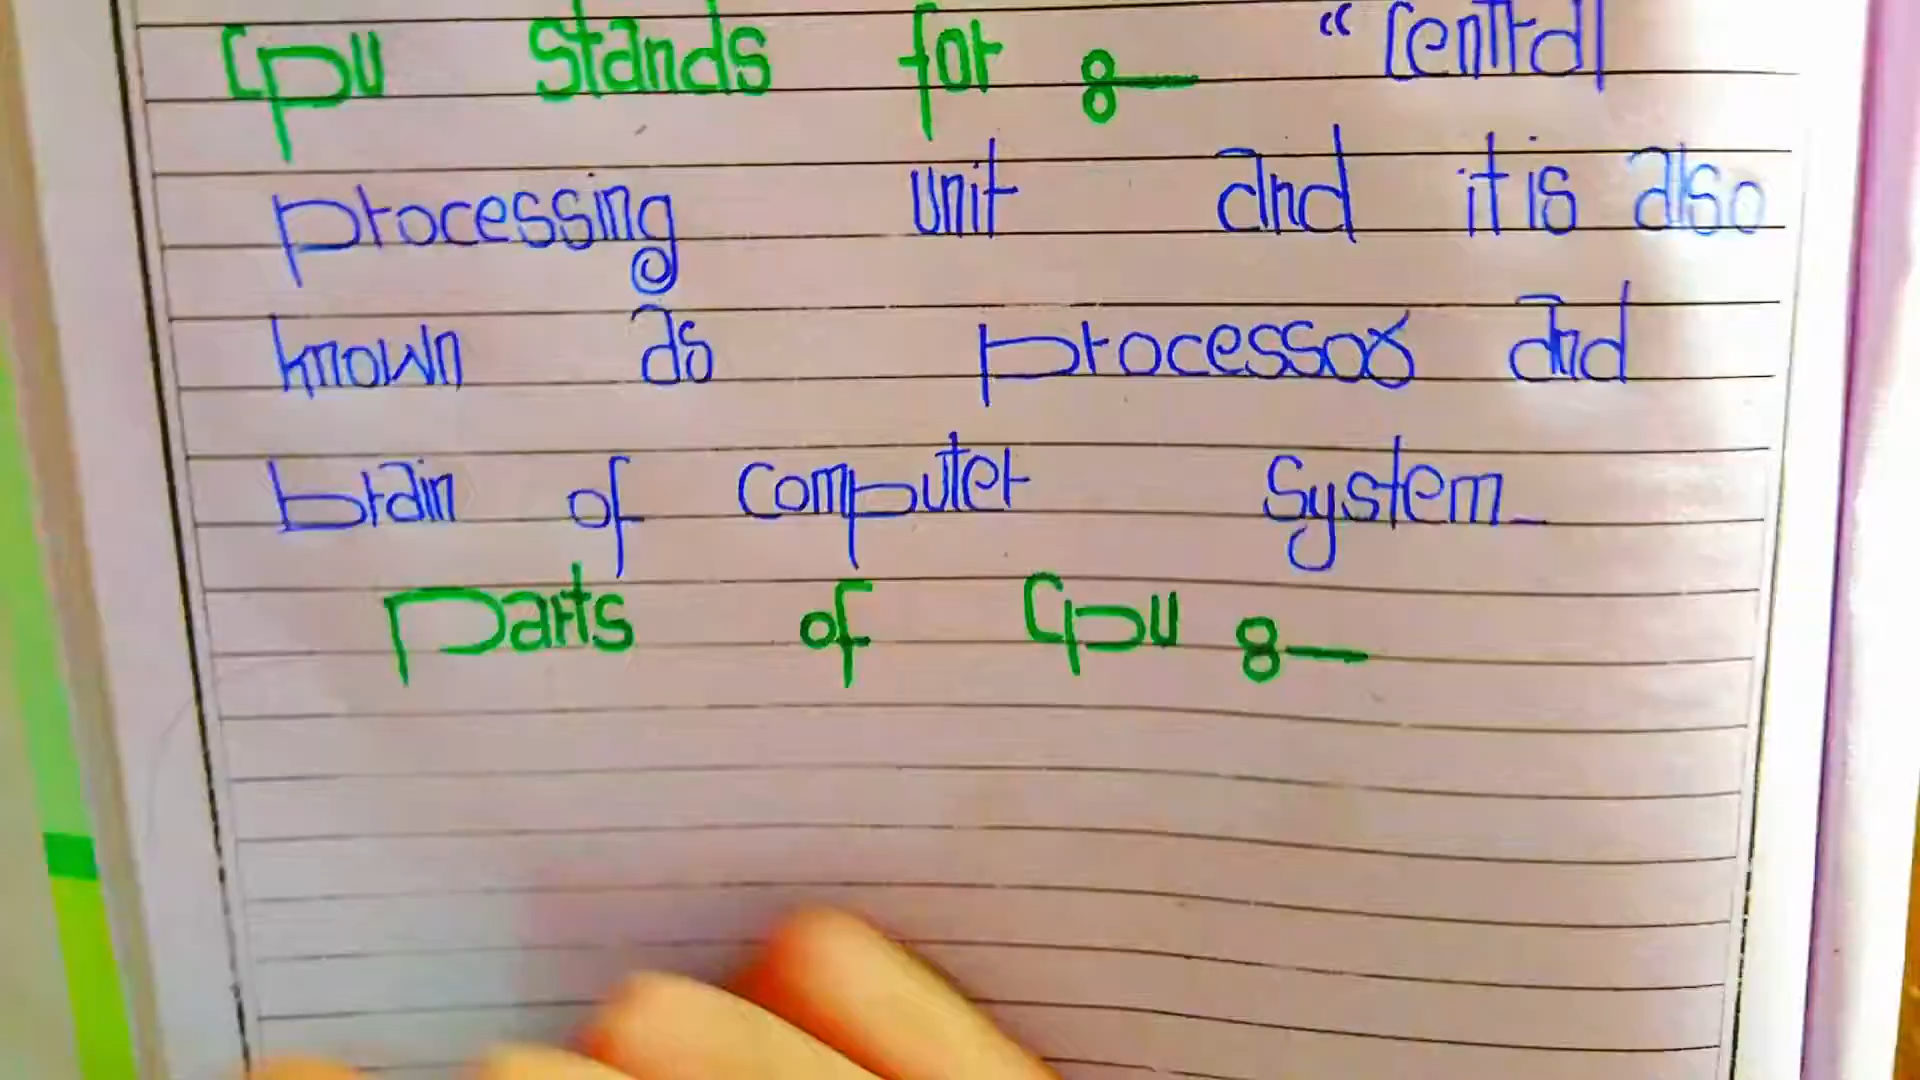 Cpu stands for :— "Central
processing unit and it is also
known as processor and
brain of computer system_
parts of Cpu :—